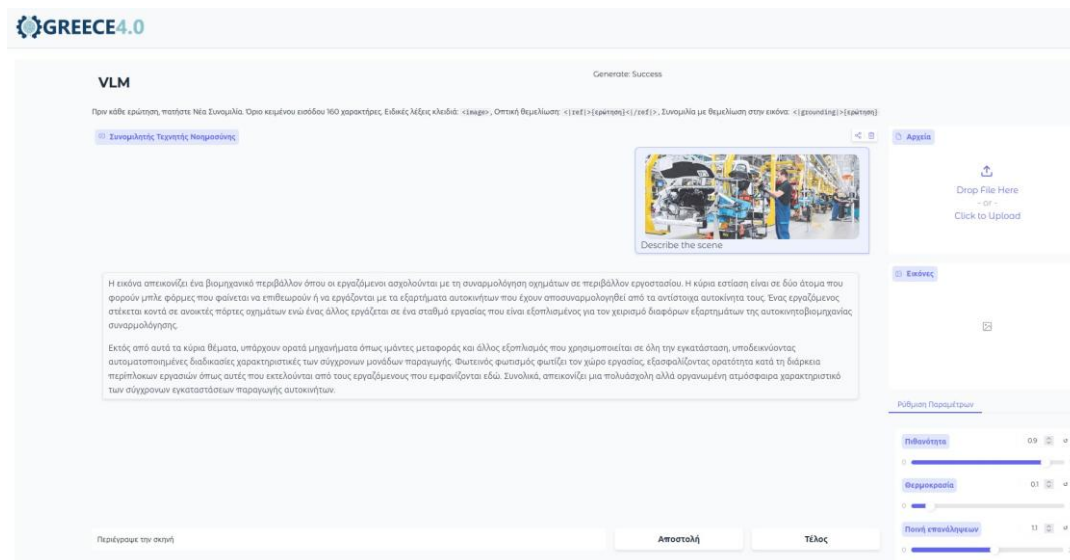 GREECE4.0
VLM
Generate: Success
Πριν κάθε ερώτηση, πατήστε Νέα Συνομιλία. Όριο κειμένου εισόδου 160 χαρακτήρες. Ειδικές λέξεις κλειδιά: <image>, Οπτική θεμελίωση: <|ref|>{ερώτηση}<|/ref|>, Συνομιλία με θεμελίωση στην εικόνα: <|grounding|>{ερώτηση}
Συνομιλητής Τεχνητής Νοημοσύνης
Describe the scene
Η εικόνα απεικονίζει ένα βιομηχανικό περιβάλλον όπου οι εργαζόμενοι ασχολούνται με τη συναρμολόγηση οχημάτων σε περιβάλλον εργοστασίου. Η κύρια εστίαση είναι σε δύο άτομα που
φορούν μπλε φόρμες που φαίνεται να επιθεωρούν ή να εργάζονται με τα εξαρτήματα αυτοκινήτων που έχουν αποσυναρμολογηθεί από τα αντίστοιχα αυτοκίνητα τους. Ένας εργαζόμενος
στέκεται κοντά σε ανοικτές πόρτες οχημάτων ενώ ένας άλλος εργάζεται σε ένα σταθμό εργασίας που είναι εξοπλισμένος για τον χειρισμό διαφόρων εξαρτημάτων της αυτοκινητοβιομηχανίας
συναρμολόγησης.
Εκτός από αυτά τα κύρια θέματα, υπάρχουν ορατά μηχανήματα όπως ιμάντες μεταφοράς και άλλος εξοπλισμός που χρησιμοποιείται σε όλη την εγκατάσταση, υποδεικνύοντας
αυτοματοποιημένες διαδικασίες χαρακτηριστικές των σύγχρονων μονάδων παραγωγής. Φωτεινός φωτισμός φωτίζει τον χώρο εργασίας, εξασφαλίζοντας ορατότητα κατά τη διάρκεια
περίπλοκων εργασιών όπως αυτές που εκτελούνται από τους εργαζόμενους που εμφανίζονται εδώ. Συνολικά, απεικονίζει μια πολυάσχολη αλλά οργανωμένη ατμόσφαιρα χαρακτηριστικό
των σύγχρονων εγκαταστάσεων παραγωγής αυτοκινήτων.
Περιέγραψε την σκηνή
Αποστολή
Τέλος
Αρχεία
Drop File Here
- or -
Click to Upload
Εικόνες
Ρύθμιση Παραμέτρων
Πιθανότητα 0.9
0
Θερμοκρασία 0.1
0
Ποινή επανάληψεων 1.1
0